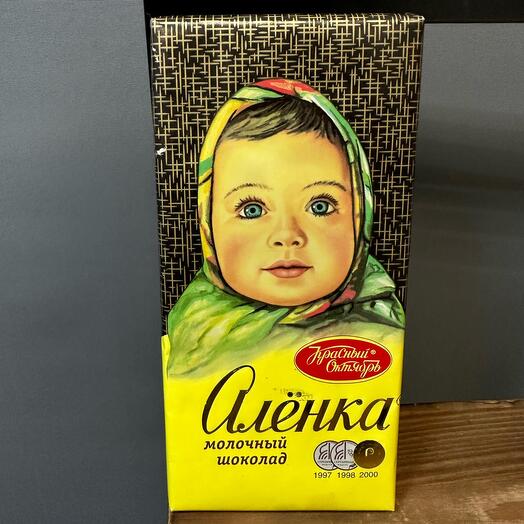 Красный®
Октябрь
Алёнка
молочный
шоколад
1997 1998 2000